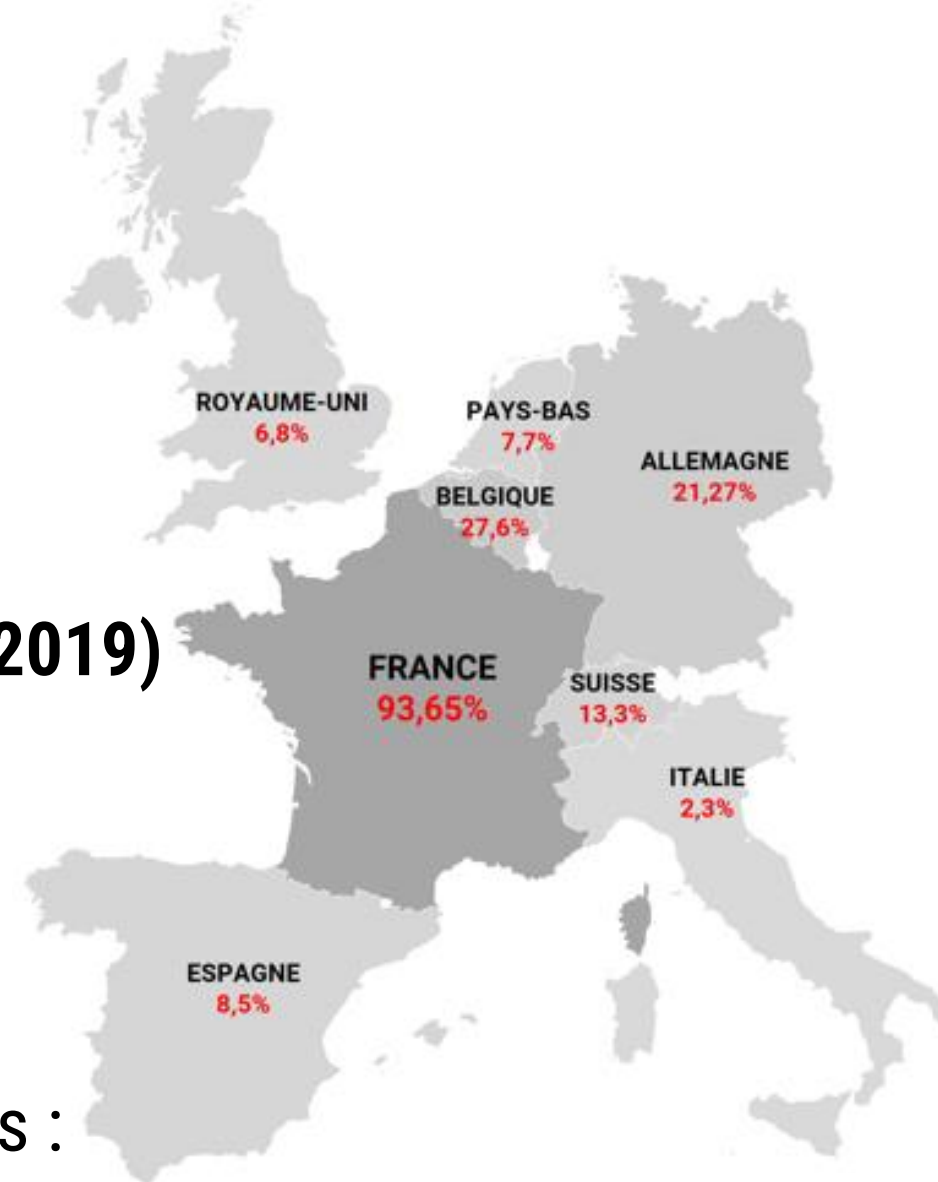 ROYAUME-UNI
6,8%
PAYS-BAS
7,7%
ALLEMAGNE
21,27%
BELGIQUE
27,6%
2019)
FRANCE
93,65%
SUISSE
13,3%
ITALIE
2,3%
ESPAGNE
8,5%
s :